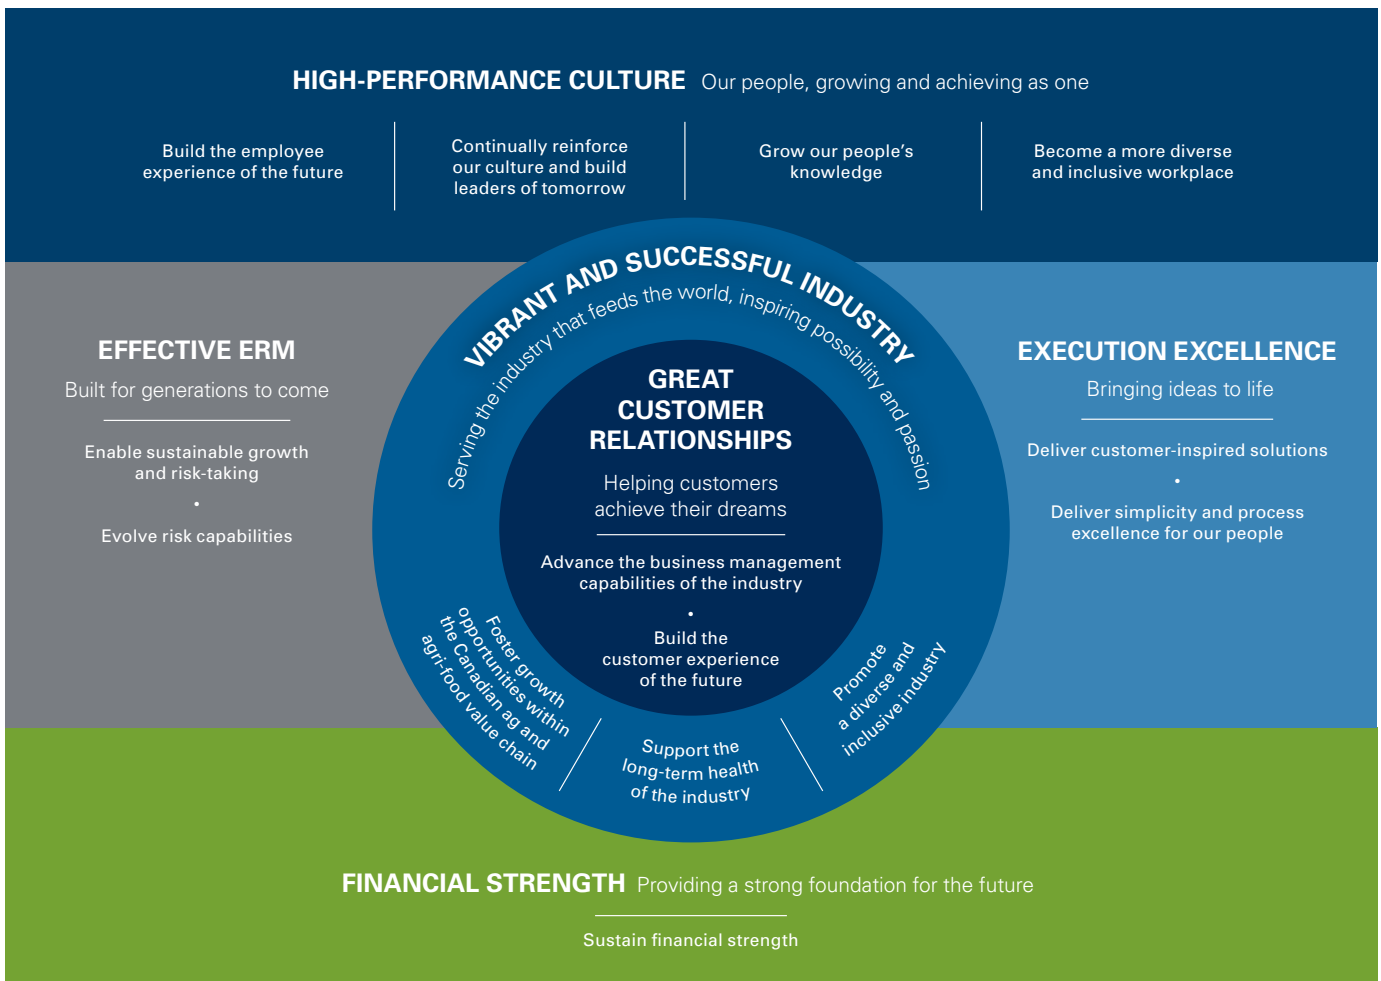 HIGH-PERFORMANCE CULTURE Our people, growing and achieving as one
Build the employee
experience of the future
Continually reinforce
our culture and build
leaders of tomorrow
Grow our people's
knowledge
Become a more diverse
and inclusive workplace
VIBRANT AND SUCCESSFUL INDUSTRY
Serving the industry that feeds the world, inspiring possibility and passion
EFFECTIVE ERM
Built for generations to come
Enable sustainable growth
and risk-taking
•
Evolve risk capabilities
GREAT
CUSTOMER
RELATIONSHIPS
Helping customers
achieve their dreams
Advance the business management
capabilities of the industry
•
Build the
customer experience
of the future
EXECUTION EXCELLENCE
Bringing ideas to life
Deliver customer-inspired solutions
•
Deliver simplicity and process
excellence for our people
Foster growth
opportunities within
the Canadian ag and
agri-food value chain
Support the
long-term health
of the industry
Promote
a diverse and
inclusive industry
FINANCIAL STRENGTH Providing a strong foundation for the future
Sustain financial strength